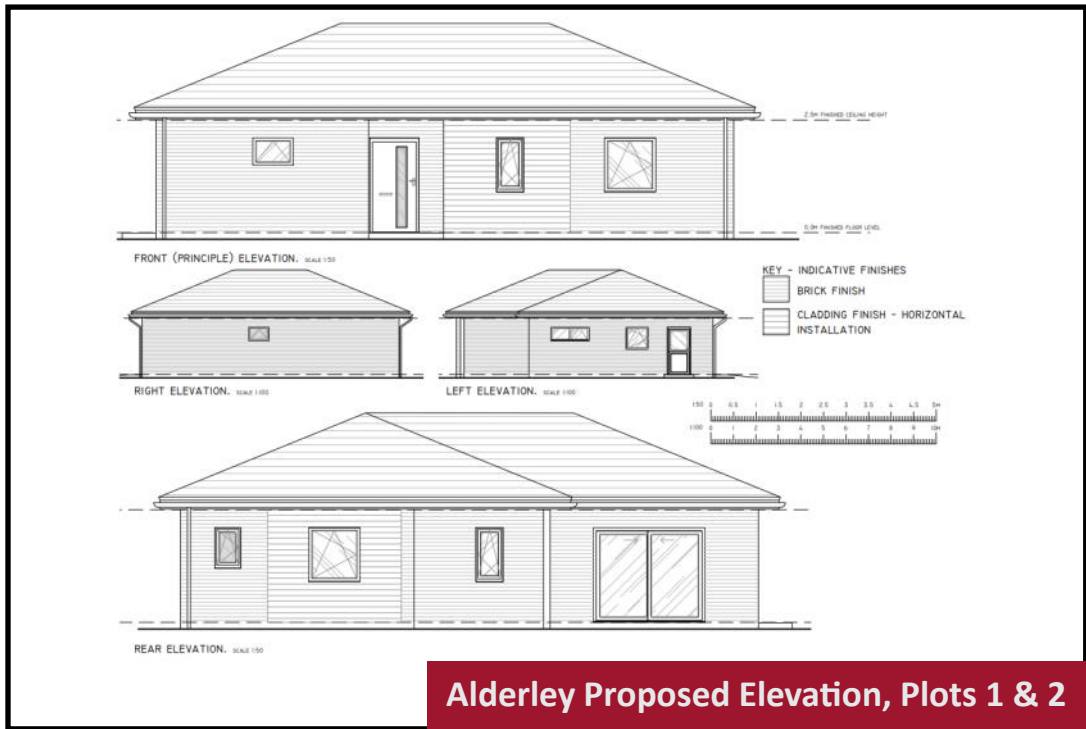 2.5M FINISHED CEILING HEIGHT
0.0M FINISHED FLOOR LEVEL
FRONT (PRINCIPLE) ELEVATION. SCALE 1:50
KEY - INDICATIVE FINISHES
BRICK FINISH
CLADDING FINISH - HORIZONTAL
INSTALLATION
RIGHT ELEVATION. SCALE 1:100
LEFT ELEVATION. SCALE 1:100
1:50 0 0.5 1 1.5 2 2.5 3 3.5 4 4.5 5M
1:100 0 1 2 3 4 5 6 7 8 9 10M
REAR ELEVATION. SCALE 1:50
Alderley Proposed Elevation, Plots 1 & 2